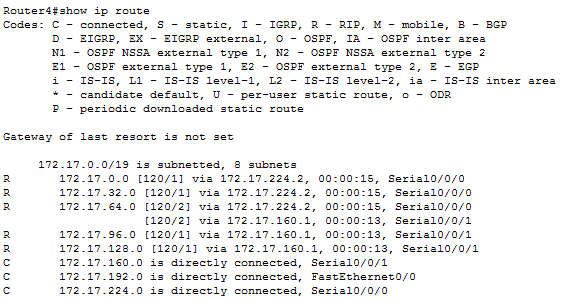 Router4#show ip route
Codes: C - connected, S - static, I - IGRP, R - RIP, M - mobile, B - BGP
D - EIGRP, EX - EIGRP external, O - OSPF, IA - OSPF inter area
N1 - OSPF NSSA external type 1, N2 - OSPF NSSA external type 2
E1 - OSPF external type 1, E2 - OSPF external type 2, E - EGP
i - IS-IS, L1 - IS-IS level-1, L2 - IS-IS level-2, ia - IS-IS inter area
* - candidate default, U - per-user static route, o - ODR
P - periodic downloaded static route
Gateway of last resort is not set
172.17.0.0/19 is subnetted, 8 subnets
R 172.17.0.0 [120/1] via 172.17.224.2, 00:00:15, Serial0/0/0
R 172.17.32.0 [120/1] via 172.17.224.2, 00:00:15, Serial0/0/0
R 172.17.64.0 [120/2] via 172.17.224.2, 00:00:15, Serial0/0/0
[120/2] via 172.17.160.1, 00:00:13, Serial0/0/1
R 172.17.96.0 [120/1] via 172.17.160.1, 00:00:13, Serial0/0/1
R 172.17.128.0 [120/1] via 172.17.160.1, 00:00:13, Serial0/0/1
C 172.17.160.0 is directly connected, Serial0/0/1
C 172.17.192.0 is directly connected, FastEthernet0/0
C 172.17.224.0 is directly connected, Serial0/0/0